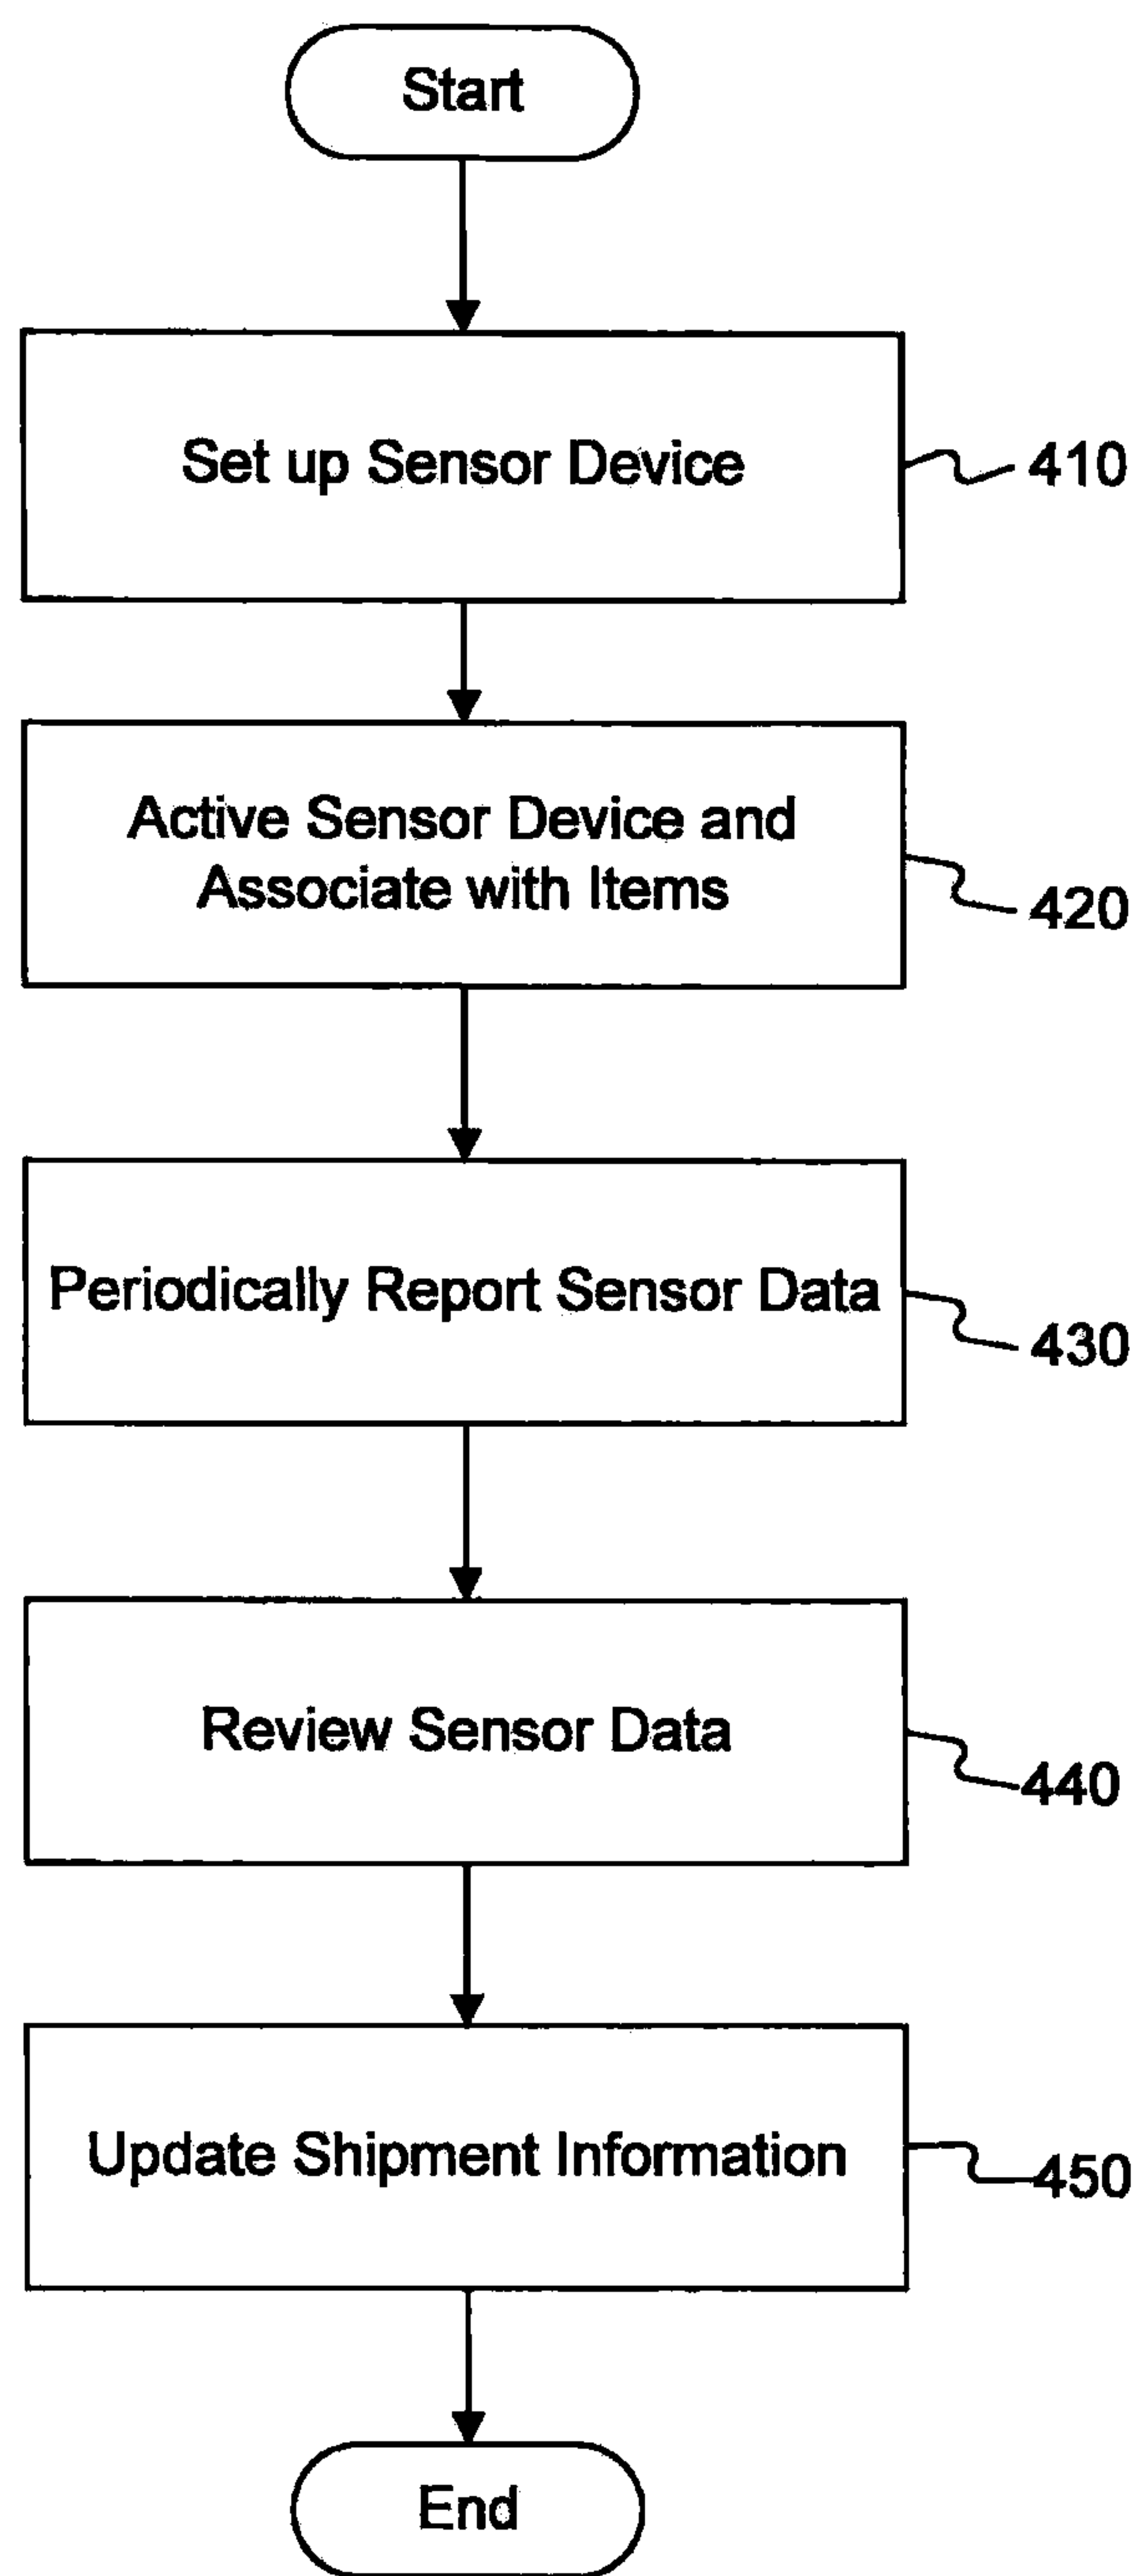 Start
Set up Sensor Device
410
Active Sensor Device and
Associate with Items
420
Periodically Report Sensor Data
430
Review Sensor Data
440
Update Shipment Information
450
End